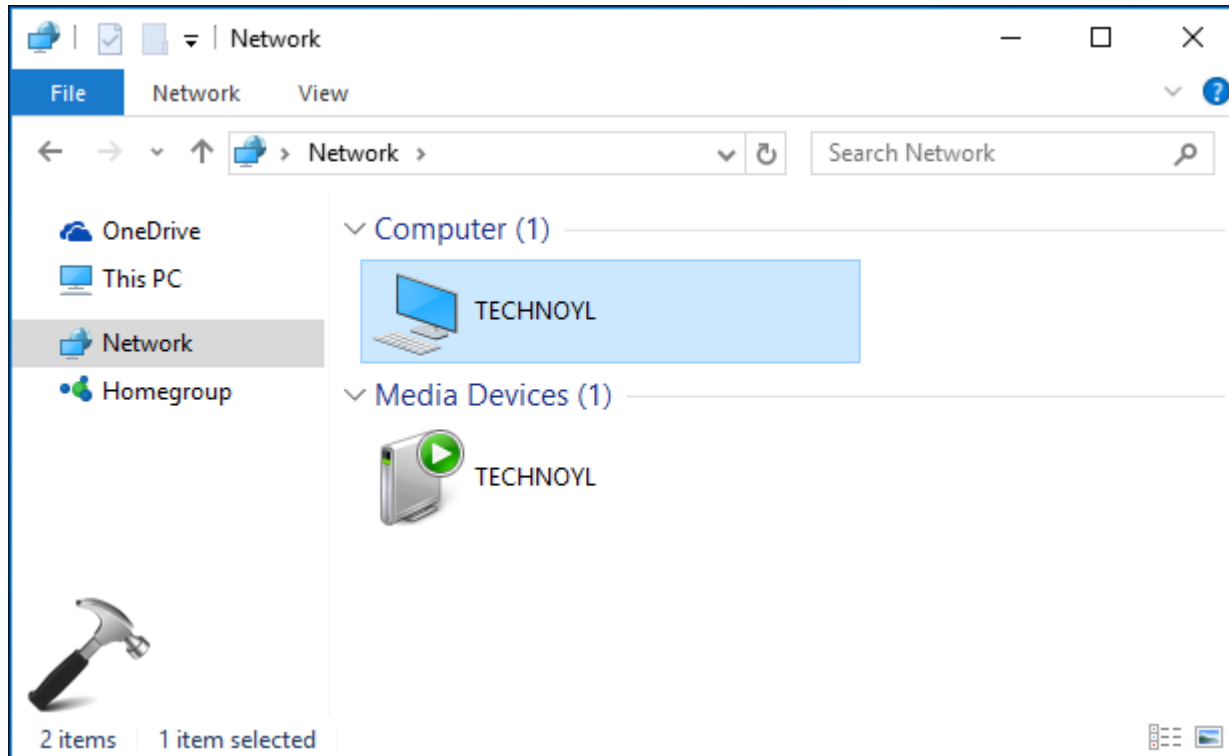 Network
File Network View
Network
Search Network
OneDrive
This PC
Network
Homegroup
Computer (1)
TECHNOYL
Media Devices (1)
TECHNOYL
2 items 1 item selected